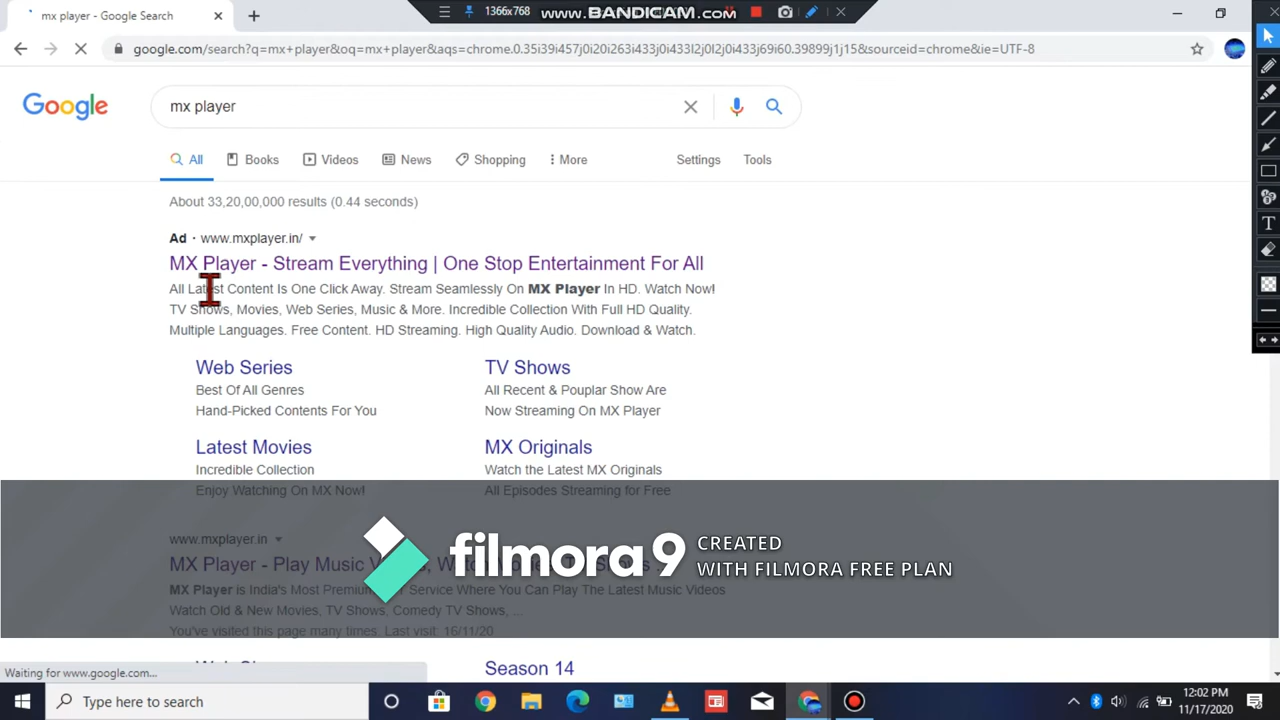 mx player - Google Search
1366x768
WWW.BANDICAM.COM
google.com/search?q=mx+player&oq=mx+player&aqs=chrome.0.35i39i457j0i20i263i433j0i433l2j0l2j0i433j69i60.39899j1j15&sourceid=chrome&ie=UTF-8
Google
mx player
All
Books
Videos
News
Shopping
More
Settings
Tools
About 33,20,00,000 results (0.44 seconds)
Ad · www.mxplayer.in/
MX Player - Stream Everything | One Stop Entertainment For All
All Latest Content Is One Click Away. Stream Seamlessly On MX Player In HD. Watch Now!
TV Shows, Movies, Web Series, Music & More. Incredible Collection With Full HD Quality.
Multiple Languages. Free Content. HD Streaming. High Quality Audio. Download & Watch.
Web Series
TV Shows
Best Of All Genres
All Recent & Pouplar Show Are
Hand-Picked Contents For You
Now Streaming On MX Player
Latest Movies
MX Originals
Incredible Collection
Watch the Latest MX Originals
Enjoy Watching On MX Now!
All Episodes Streaming for Free
www.mxplayer.in
MX Player - Play Music
filmora9
CREATED
WITH FILMORA FREE PLAN
MX Player is India's Most Premium Service Where You Can Play The Latest Music Videos
Watch Old & New Movies, TV Shows, Comedy TV Shows, ...
You've visited this page many times. Last visit: 16/11/20
Season 14
Waiting for www.google.com...
Type here to search
12:02 PM
11/17/2020